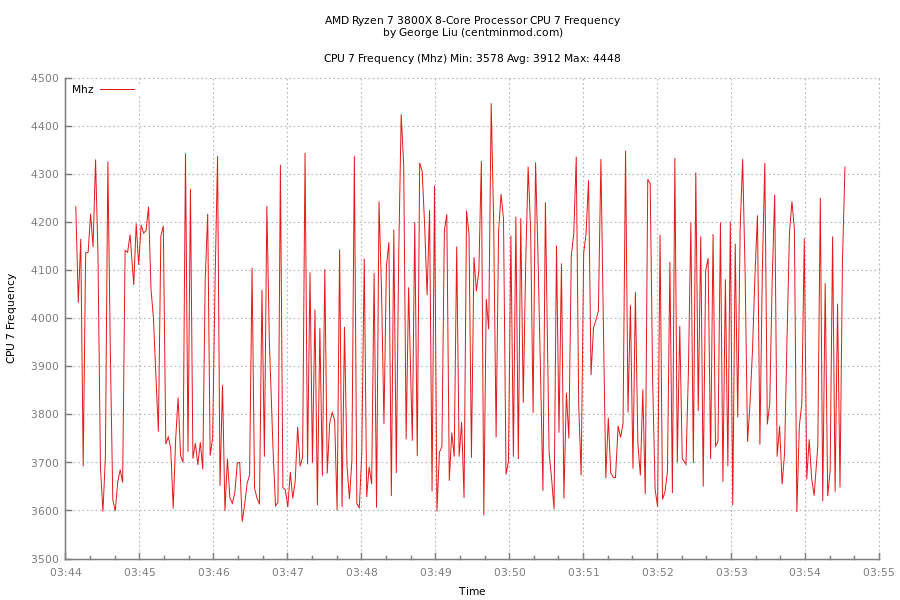 AMD Ryzen 7 3800X 8-Core Processor CPU 7 Frequency
by George Liu (centminmod.com)
CPU 7 Frequency (Mhz) Min: 3578 Avg: 3912 Max: 4448
4500
Mhz
4400
4300
4200
4100
4000
3900
3800
3700
3600
3500
CPU 7 Frequency
03:44 03:45 03:46 03:47 03:48 03:49 03:50 03:51 03:52 03:53 03:54 03:55
Time